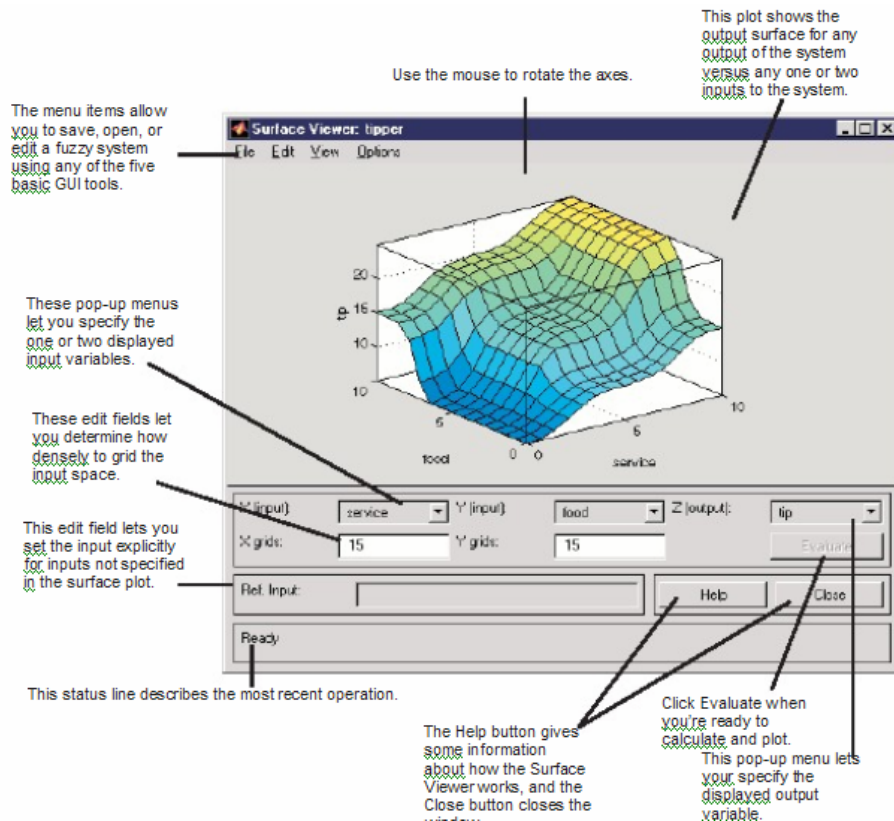 This plot shows the
output surface for any
output of the system
versus any one or two
inputs to the system.
Use the mouse to rotate the axes.
The menu items allow
you to save, open, or
edit a fuzzy system
using any of the five
basic GUI tools.
Surface Viewer: tipper
File Edit View Options
20
15
10
tip
10
5
0
food
0
5
10
service
These pop-up menus
let you specify the
one or two displayed
input variables.
These edit fields let
you determine how
densely to grid the
input space.
This edit field lets you
set the input explicitly
for inputs not specified
in the surface plot.
X (input): service Y (input): food Z (output): tip
X grids: 15 Y grids: 15 Evaluate
Ref. Input: Help Close
Ready
This status line describes the most recent operation.
The Help button gives
some information
about how the Surface
Viewer works, and the
Close button closes the
window
Click Evaluate when
you're ready to
calculate and plot.
This pop-up menu lets
your specify the
displayed output
variable.